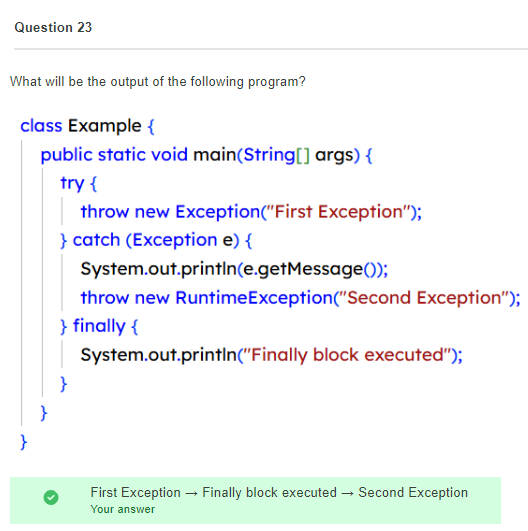 Question 23
What will be the output of the following program?
class Example {
public static void main(String[] args) {
try {
throw new Exception("First Exception");
} catch (Exception e) {
System.out.println(e.getMessage());
throw new RuntimeException("Second Exception");
} finally {
System.out.println("Finally block executed");
}
}
}
First Exception → Finally block executed → Second Exception
Your answer